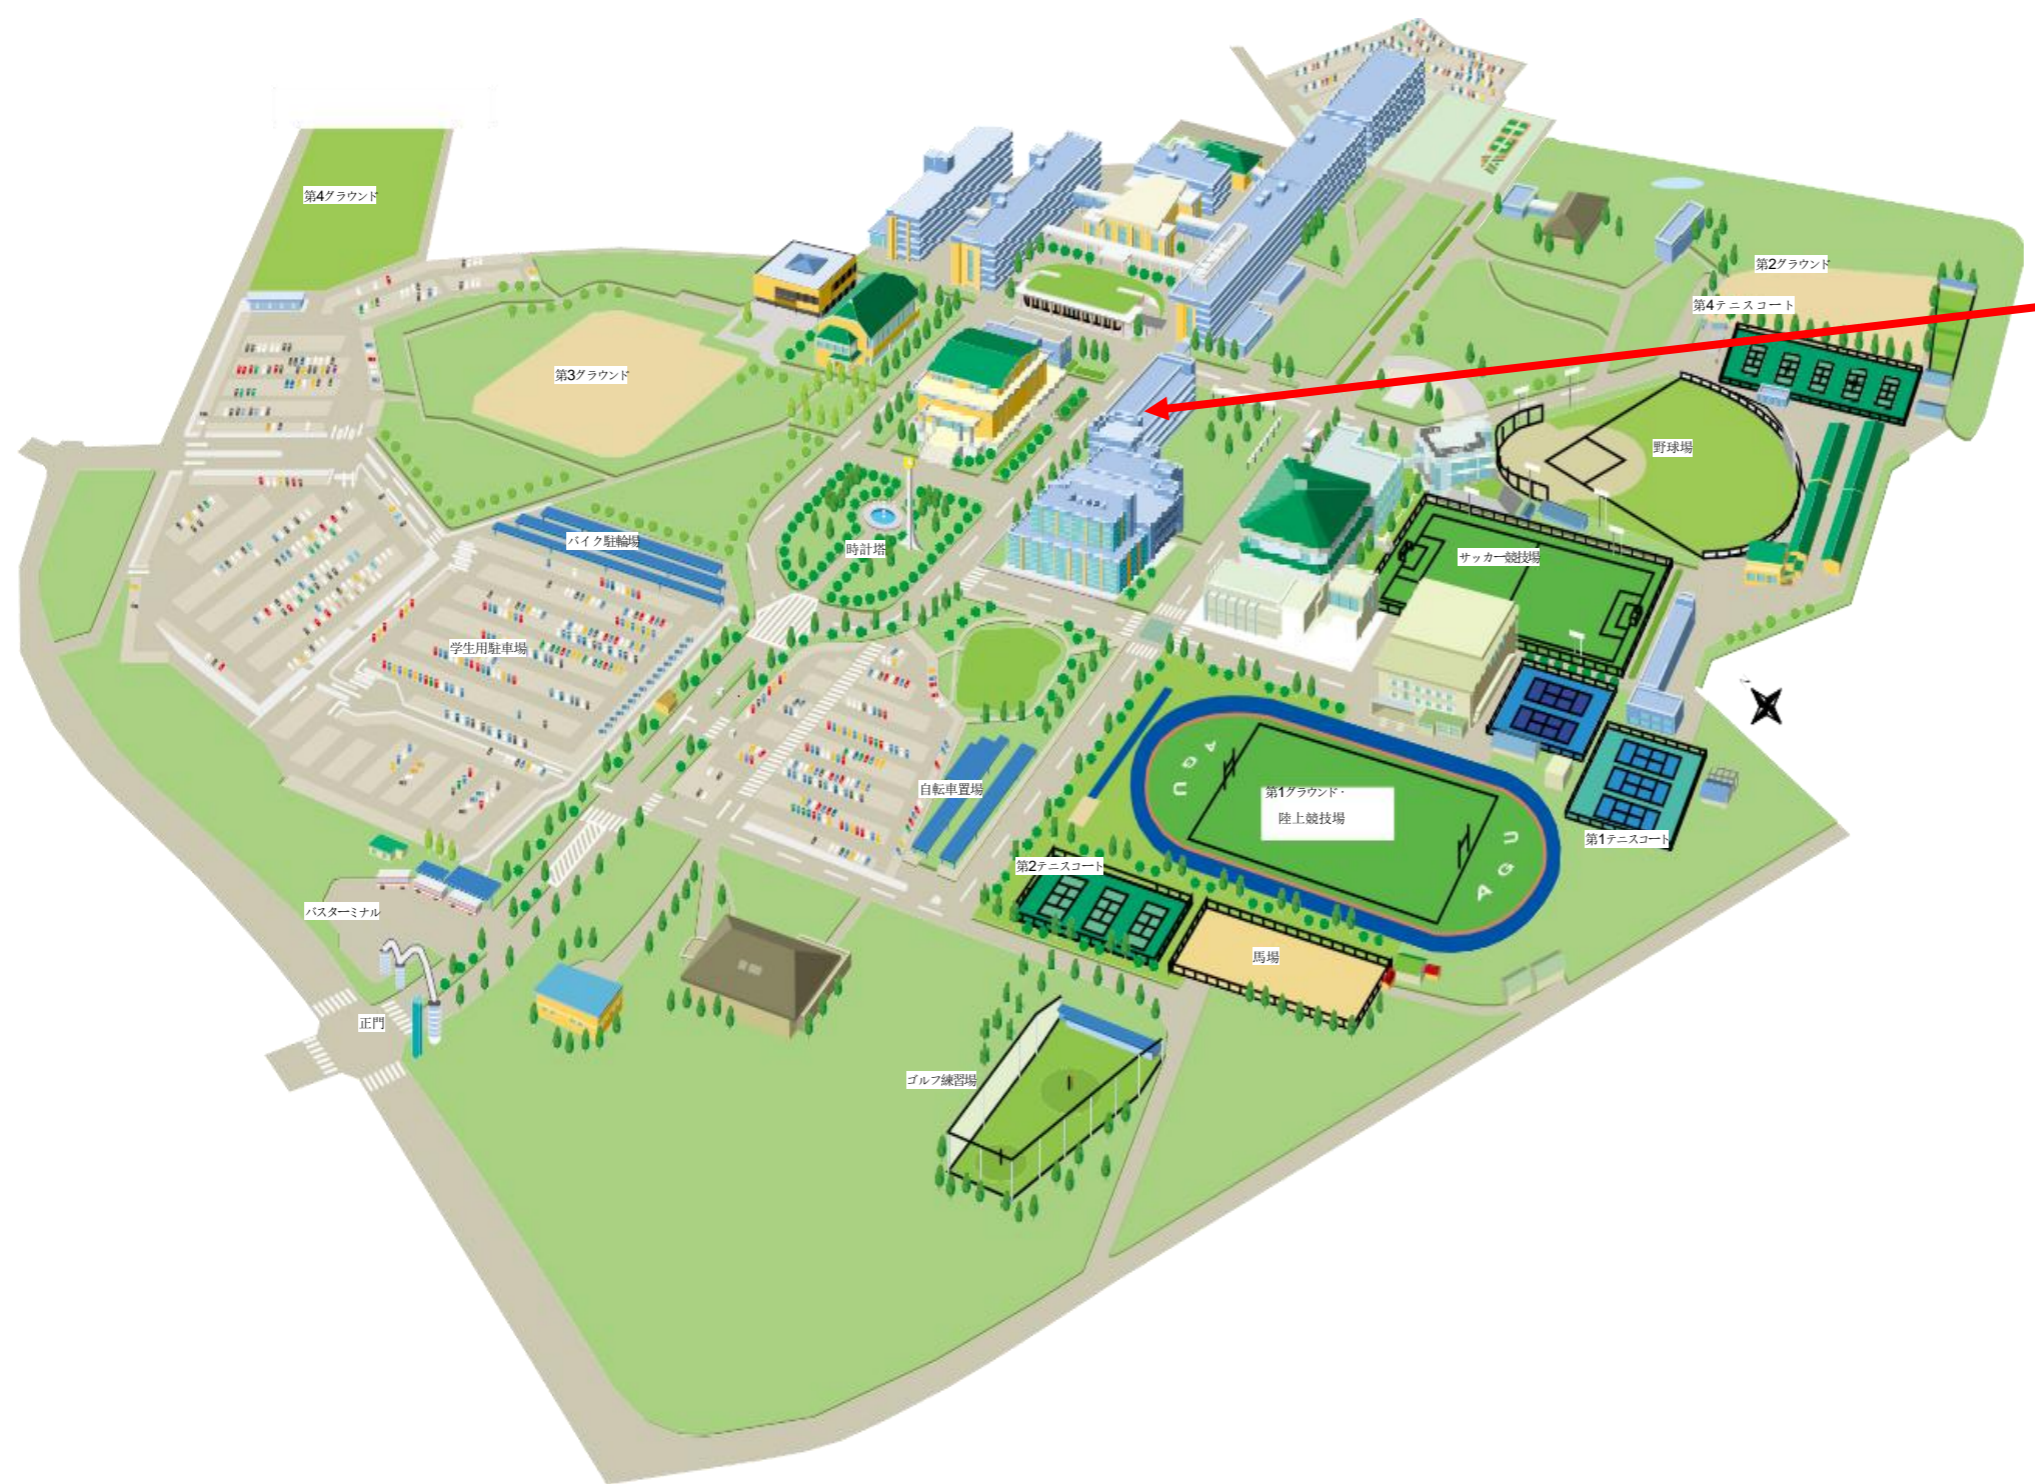 第4グラウンド
第2グラウンド
第4テニスコート
第3グラウンド
野球場
バイク駐輪場
時計塔
サッカー競技場
学生用駐車場
自転車置場
第1グラウンド・
陸上競技場
第1テニスコート
第2テニスコート
バスターミナル
馬場
正門
ゴルフ練習場
AGU
AGU